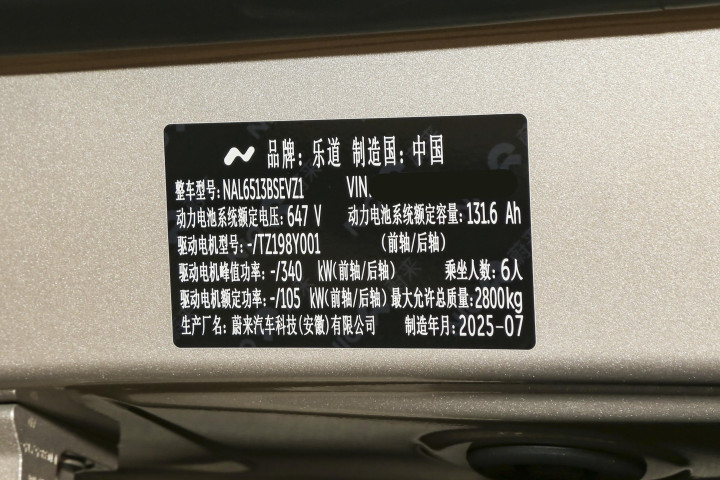 品牌：乐道 制造国：中国
整车型号：NAL6513BSEVZ1 VIN、
动力电池系统额定电压：647 V 动力电池系统额定容量：131.6 Ah
驱动电机型号：-/TZ198Y001 （前轴/后轴）
驱动电机峰值功率：-/340 kW（前轴/后轴） 乘坐人数：6人
驱动电机额定功率：-/105 kW（前轴/后轴） 最大允许总质量：2800kg
生产厂名：蔚来汽车科技（安徽）有限公司 制造年月：2025-07